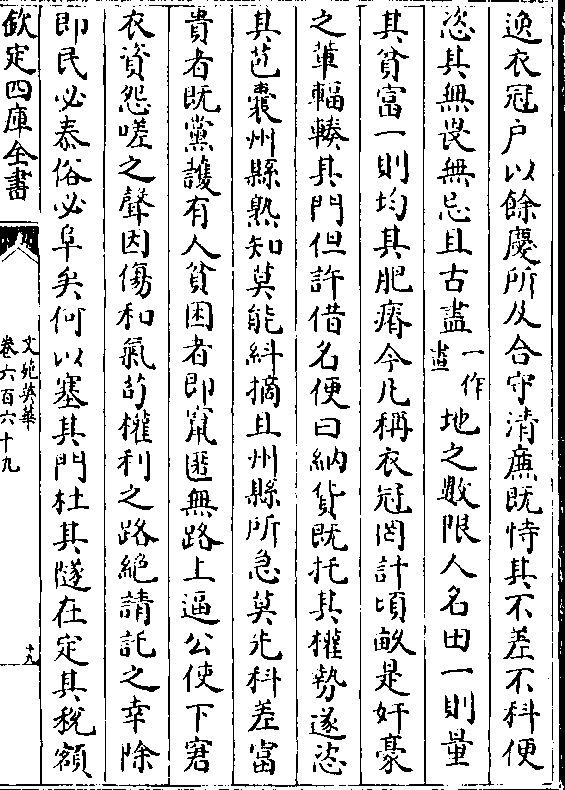 逸衣冠户以餘慶所及合守清廉既恃其不差不科便
恣其無畏無忌且古盡一作畫地之數限人名田一則量
其貧富一則均其肥瘠今凡稱衣冠罔計頃畝是奸豪
之輩輻輳其門但許借名便曰納貨既托其權勢遂恣
其苞囊州縣熟知莫能糾摘且州縣所急莫先科差富
貴者既黨護有人貧困者即竄匿無路上逼公使下窘
衣資怨嗟之聲因傷和氣茍權利之路絶請託之幸除
即民必泰俗必阜矣何以塞其門杜其隧在定其税額
欽定四庫全書
文苑英華
卷六百六十九
十九